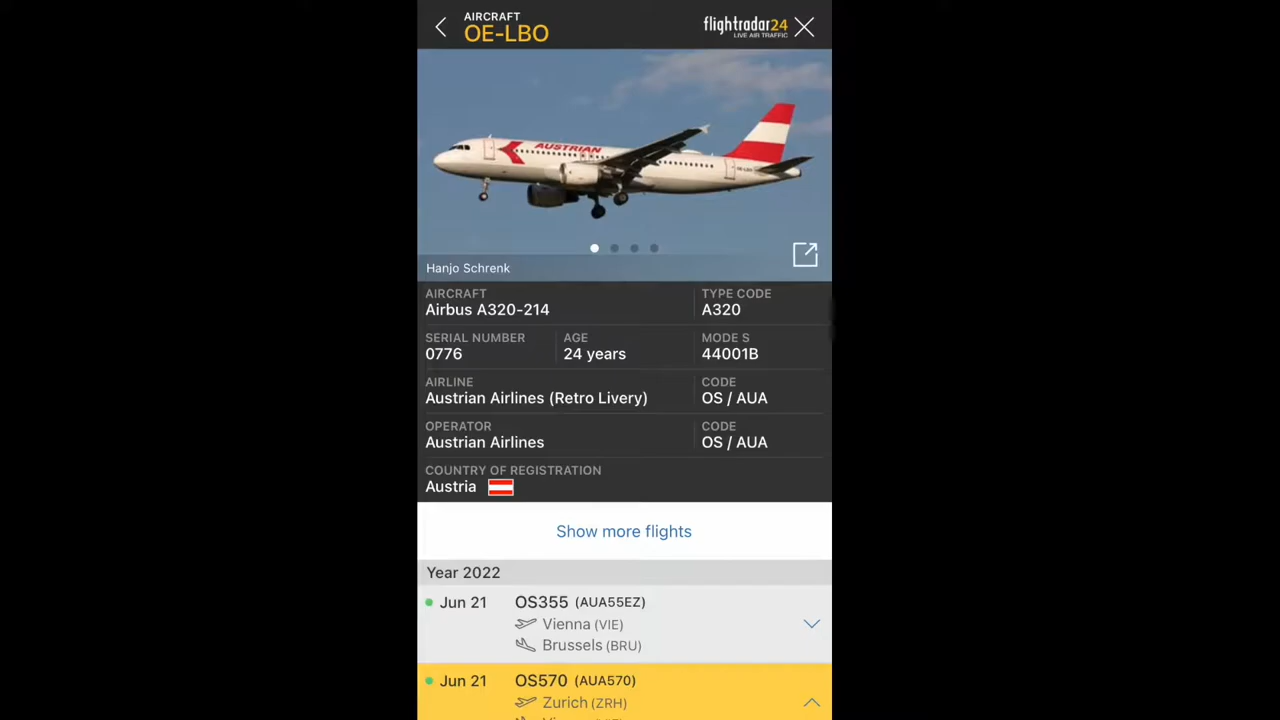 AIRCRAFT
OE-LBO
flightradar24
LIVE AIR TRAFFIC
AUSTRIAN
Hanjo Schrenk
AIRCRAFT
Airbus A320-214
TYPE CODE
A320
SERIAL NUMBER
0776
AGE
24 years
MODE S
44001B
AIRLINE
Austrian Airlines (Retro Livery)
CODE
OS / AUA
OPERATOR
Austrian Airlines
CODE
OS / AUA
COUNTRY OF REGISTRATION
Austria
Show more flights
Year 2022
Jun 21
OS355 (AUA55EZ)
Vienna (VIE)
Brussels (BRU)
Jun 21
OS570 (AUA570)
Zurich (ZRH)